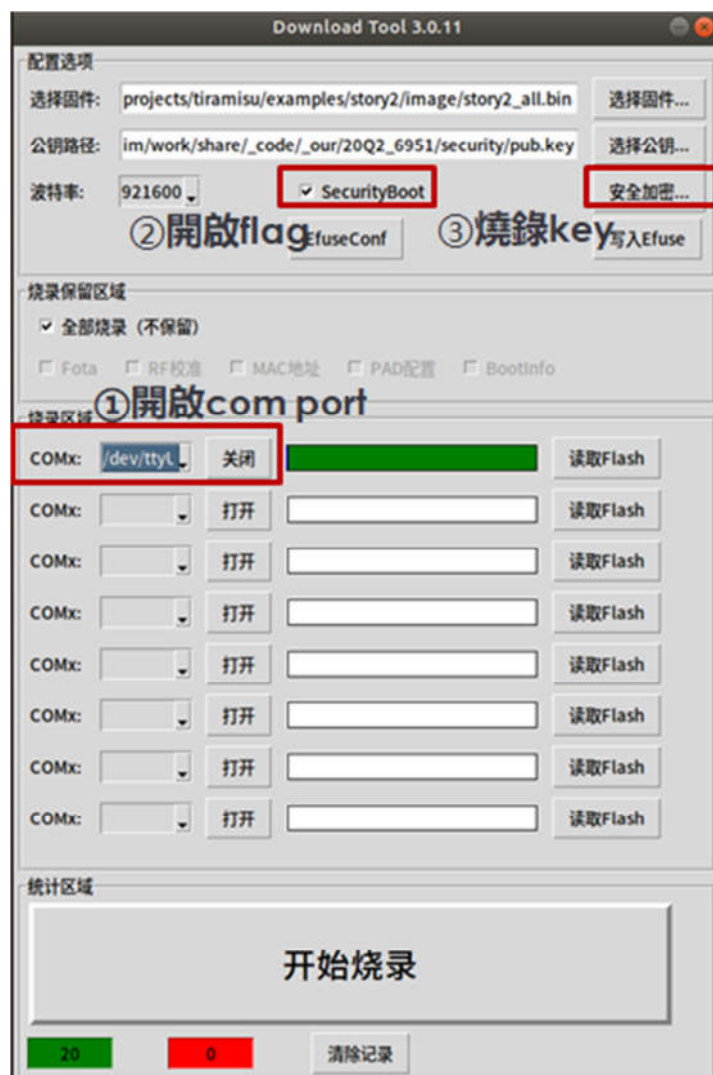 Download Tool 3.0.11
配置选项
选择固件: projects/tiramisu/examples/story2/image/story2_all.bin 选择固件...
公钥路径: im/work/share/_code/_our/20Q2_6951/security/pub.key 选择公钥...
波特率: 921600 SecurityBoot 安全加密...
②開啟flag EfuseConf ③燒錄key 写入Efuse
烧录保留区域
全部烧录（不保留）
Fota RF校准 MAC地址 PAD配置 BootInfo
①開啟com port
烧录区域
COMx: /dev/ttyU 关闭 读取Flash
COMx: 打开 读取Flash
COMx: 打开 读取Flash
COMx: 打开 读取Flash
COMx: 打开 读取Flash
COMx: 打开 读取Flash
COMx: 打开 读取Flash
COMx: 打开 读取Flash
统计区域
开始烧录
20 0 清除记录